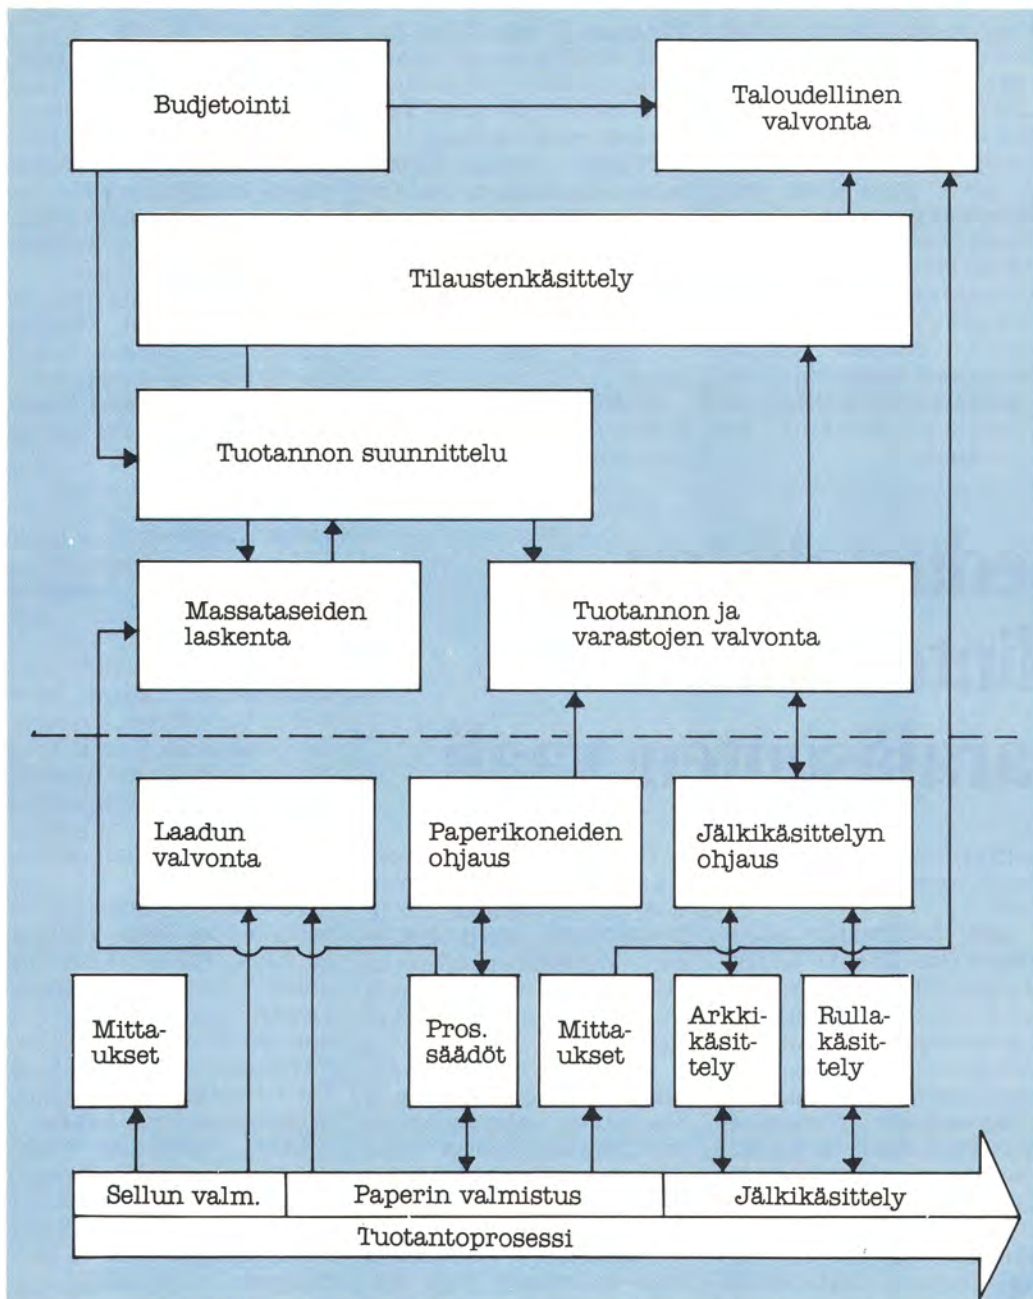 Budjetointi
Taloudellinen
valvonta
Tilaustenkäsittely
Tuotannon suunnittelu
Massataseiden
laskenta
Tuotannon ja
varastojen valvonta
Laadun
valvonta
Paperikoneiden
ohjaus
Jälkikäsittelyn
ohjaus
Mitta-
ukset
Pros.
säädöt
Mitta-
ukset
Arkki-
käsit-
tely
Rulla-
käsit-
tely
Sellun valm.
Paperin valmistus
Jälkikäsittely
Tuotantoprosessi